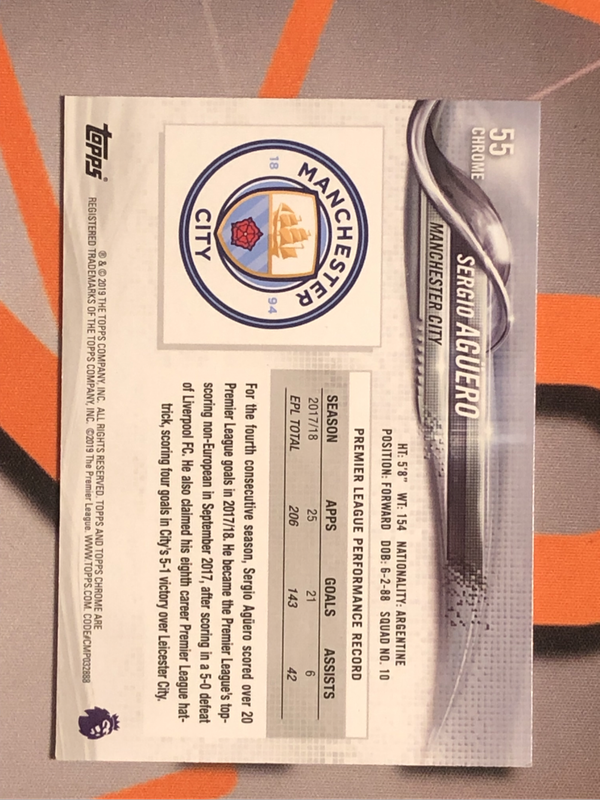 55
CHROME
SERGIO AGÜERO
MANCHESTER CITY
HT: 5'8" WT: 154 NATIONALITY: ARGENTINE
POSITION: FORWARD DOB: 6-2-88 SQUAD NO. 10
MANCHESTER
18 94
CITY
PREMIER LEAGUE PERFORMANCE RECORD
SEASON APPS GOALS ASSISTS
2017/18 25 21 6
EPL TOTAL 206 143 42
For the fourth consecutive season, Sergio Agüero scored over 20
Premier League goals in 2017/18. He became the Premier League's top-
scoring non-European in September 2017, after scoring in a 5-0 defeat
of Liverpool FC. He also claimed his eighth career Premier League hat-
trick, scoring four goals in City's 5-1 victory over Leicester City.
topps®
® & © 2019 THE TOPPS COMPANY, INC. ALL RIGHTS RESERVED. TOPPS AND TOPPS CHROME ARE
REGISTERED TRADEMARKS OF THE TOPPS COMPANY, INC. ©2019 The Premier League. WWW.TOPPS.COM. CODE#CMP032888